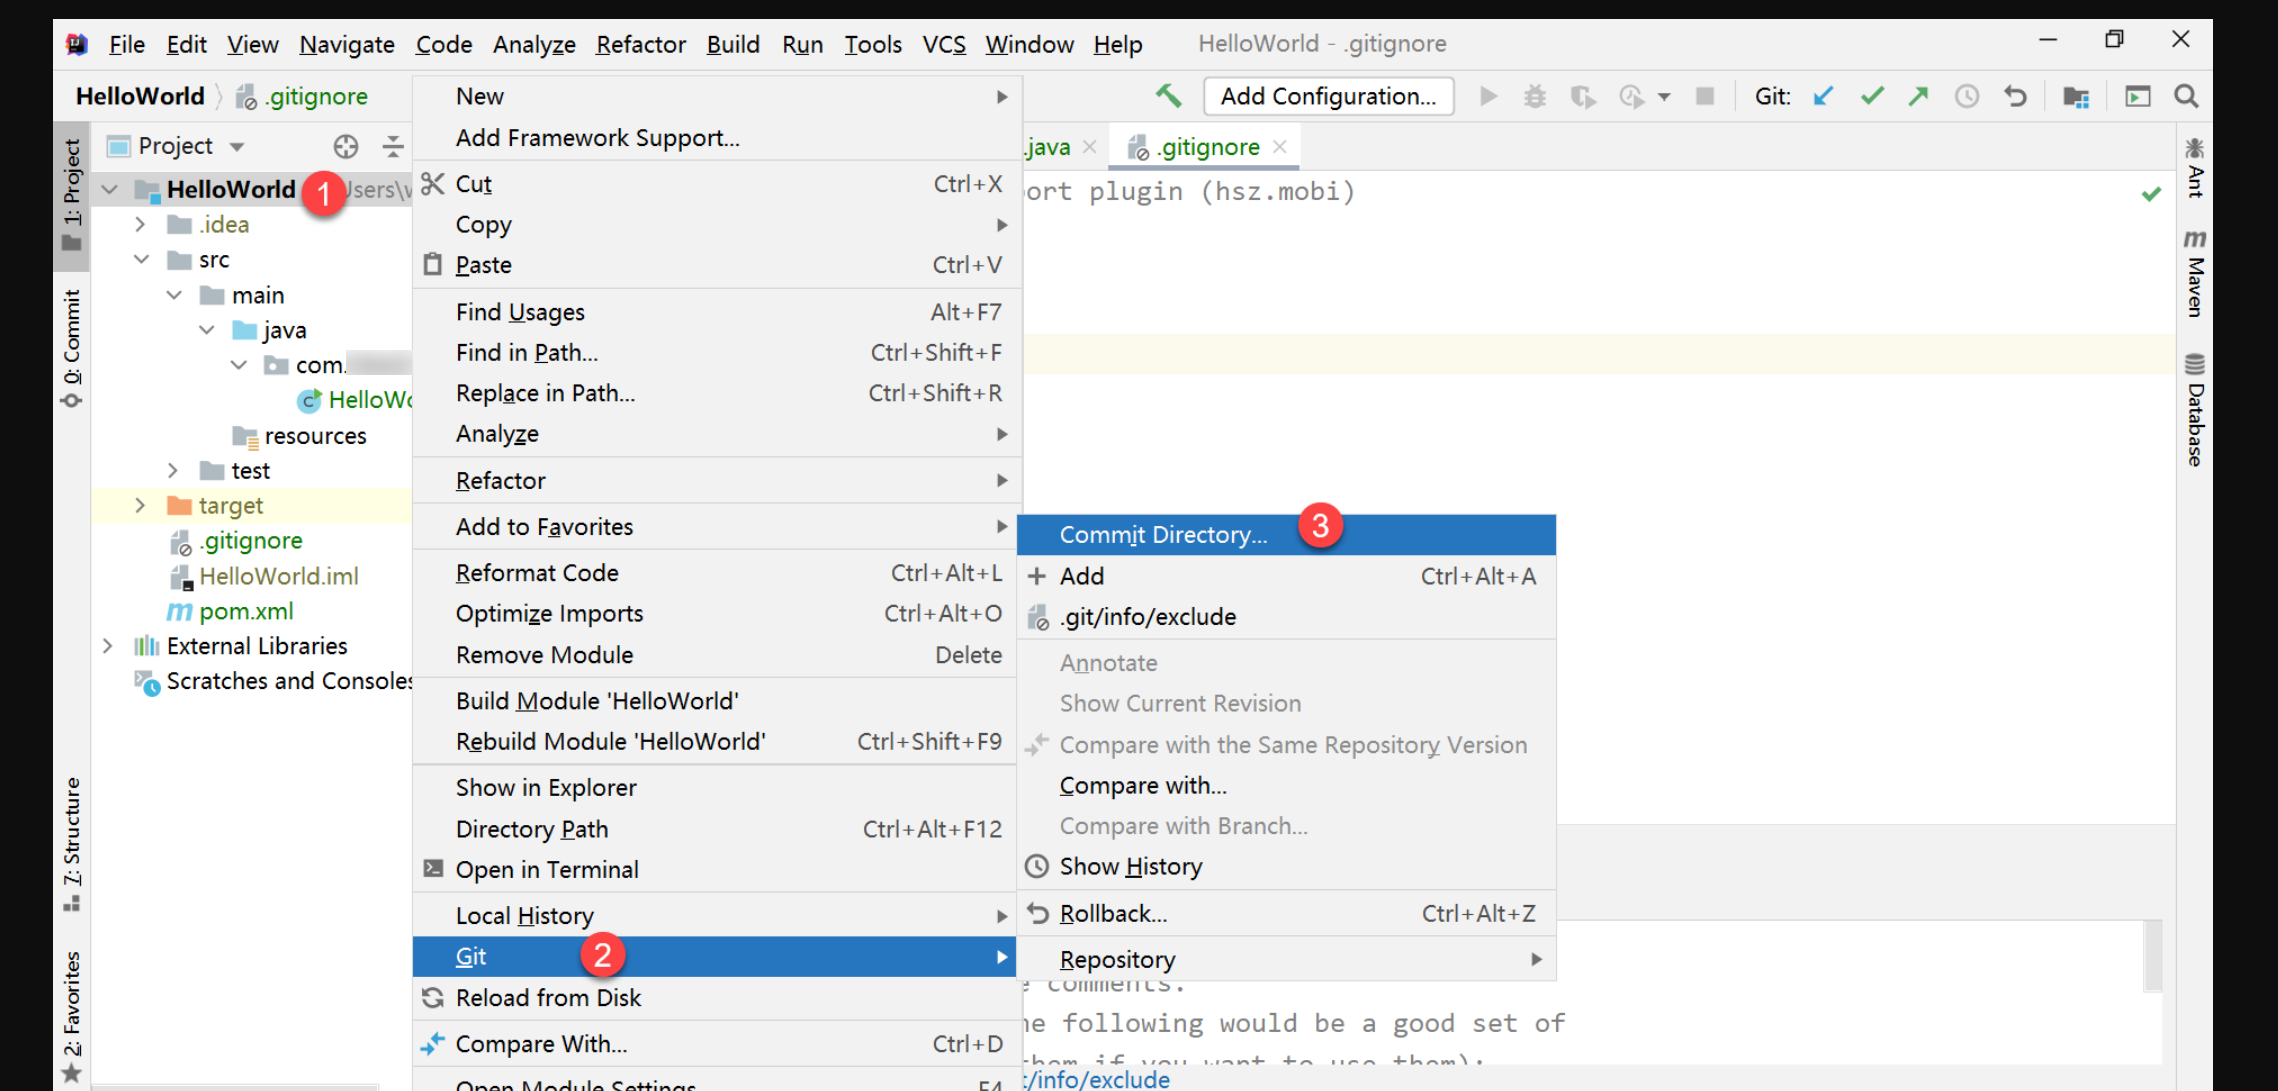 File Edit View Navigate Code Analyze Refactor Build Run Tools VCS Window Help HelloWorld - .gitignore
HelloWorld .gitignore
Add Configuration... Git:
Project
HelloWorld 1
.idea
src
main
java
com.
resources
test
target
.gitignore
HelloWorld.iml
m pom.xml
External Libraries
Scratches and Consoles
1: Project
0: Commit
7: Structure
2: Favorites
New
Add Framework Support...
Cut Ctrl+X
Copy
Paste Ctrl+V
Find Usages Alt+F7
Find in Path... Ctrl+Shift+F
Replace in Path... Ctrl+Shift+R
Analyze
Refactor
Add to Favorites
Reformat Code Ctrl+Alt+L
Optimize Imports Ctrl+Alt+O
Remove Module Delete
Build Module 'HelloWorld'
Rebuild Module 'HelloWorld' Ctrl+Shift+F9
Show in Explorer
Directory Path Ctrl+Alt+F12
Open in Terminal
Local History
Git 2
Reload from Disk
Compare With... Ctrl+D
Open Module Settings F4
Commit Directory... 3
Add Ctrl+Alt+A
.git/info/exclude
Annotate
Show Current Revision
Compare with the Same Repository Version
Compare with...
Compare with Branch...
Show History
Rollback... Ctrl+Alt+Z
Repository
.java .gitignore
ort plugin (hsz.mobi)
comments.
he following would be a good set of
them if you want to use them):
/info/exclude
Ant
m Maven
Database